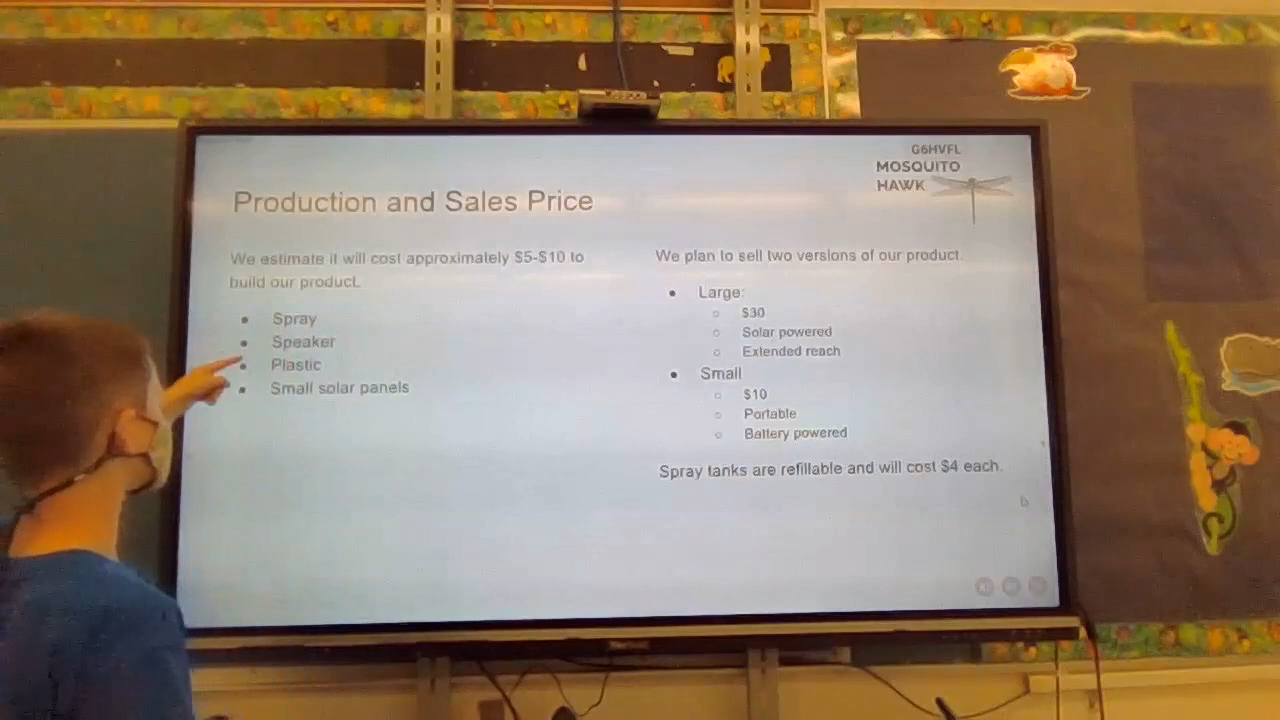 G6HVFL
MOSQUITO
HAWK
Production and Sales Price
We estimate it will cost approximately $5-$10 to
build our product.
• Spray
• Speaker
• Plastic
• Small solar panels
We plan to sell two versions of our product.
• Large:
○ $30
○ Solar powered
○ Extended reach
• Small
○ $10
○ Portable
○ Battery powered
Spray tanks are refillable and will cost $4 each.